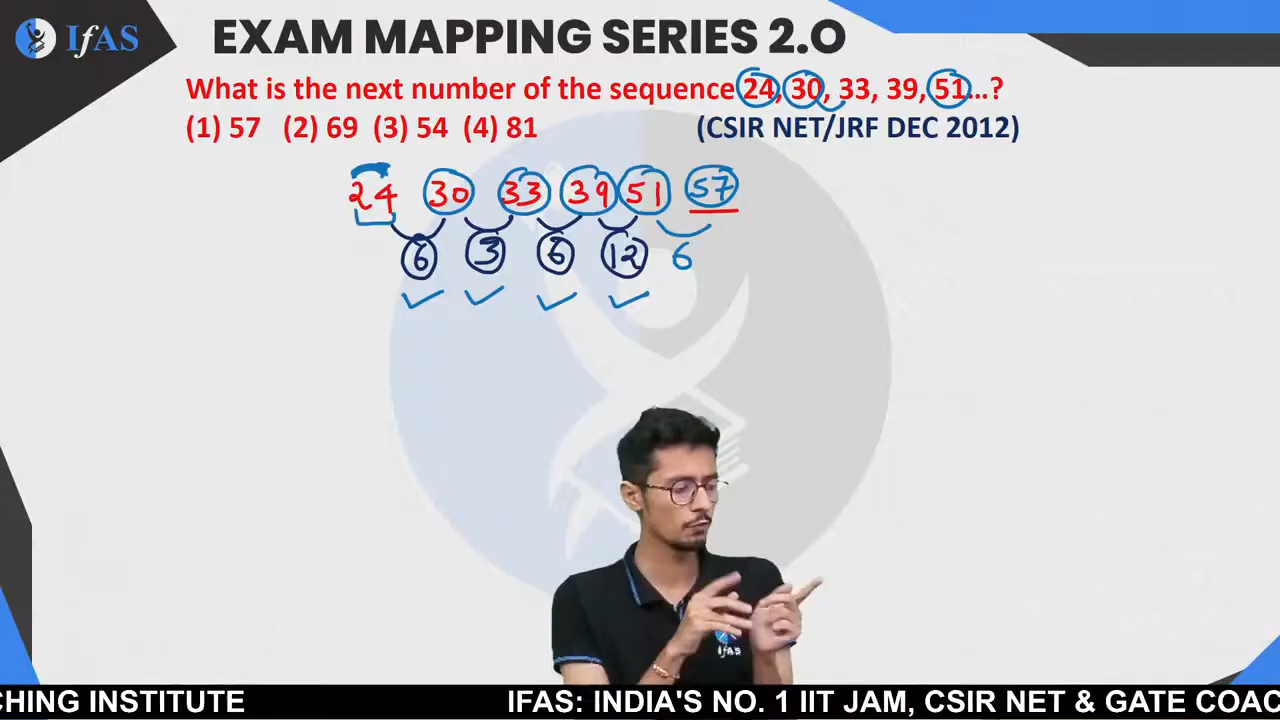 IfAS EXAM MAPPING SERIES 2.O
What is the next number of the sequence 24, 30, 33, 39, 51...?
(1) 57 (2) 69 (3) 54 (4) 81 (CSIR NET/JRF DEC 2012)
24 30 33 39 51 57
6 3 6 12 6
IfAS
CHING INSTITUTE IFAS: INDIA'S NO. 1 IIT JAM, CSIR NET & GATE COAC